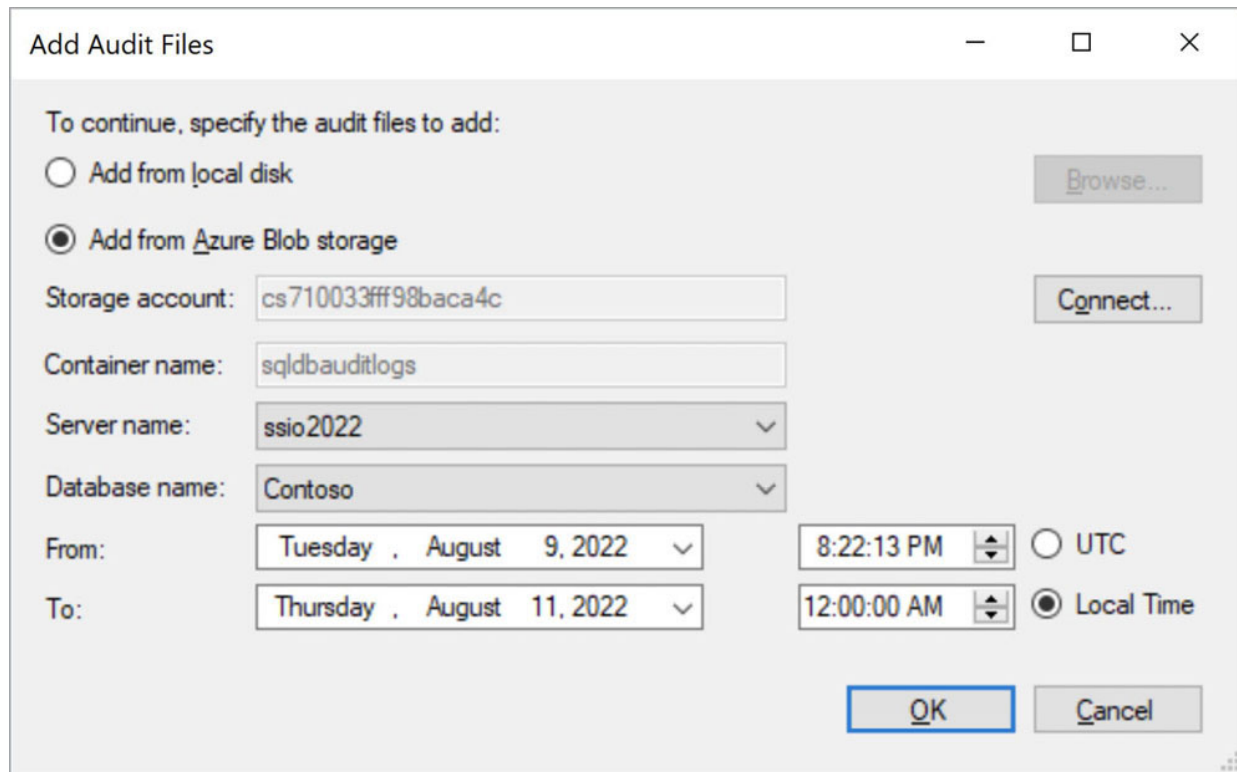 Add Audit Files
To continue, specify the audit files to add:
Add from local disk
Browse...
Add from Azure Blob storage
Storage account: cs710033fff98baca4c Connect...
Container name: sqldbauditlogs
Server name: ssio2022
Database name: Contoso
From: Tuesday , August 9, 2022 8:22:13 PM UTC
To: Thursday , August 11, 2022 12:00:00 AM Local Time
OK Cancel